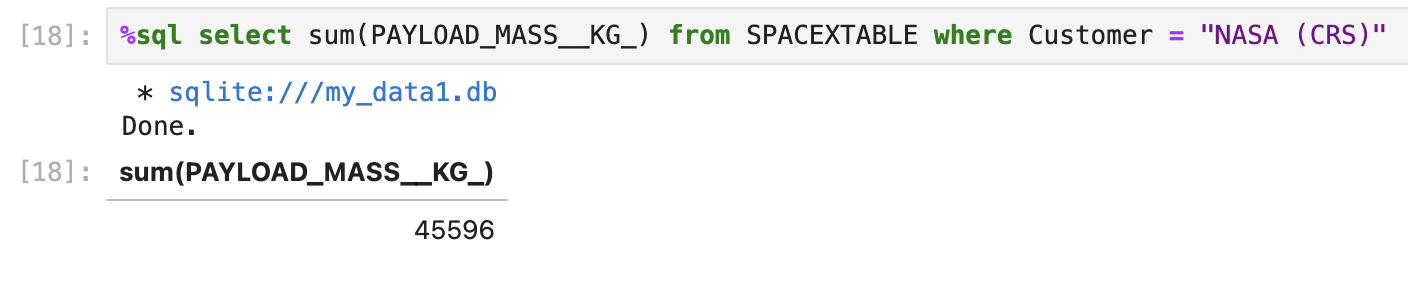 [18]: %sql select sum(PAYLOAD_MASS__KG_) from SPACEXTABLE where Customer = "NASA (CRS)"
* sqlite:///my_data1.db
Done.
[18]: sum(PAYLOAD_MASS__KG_)
45596